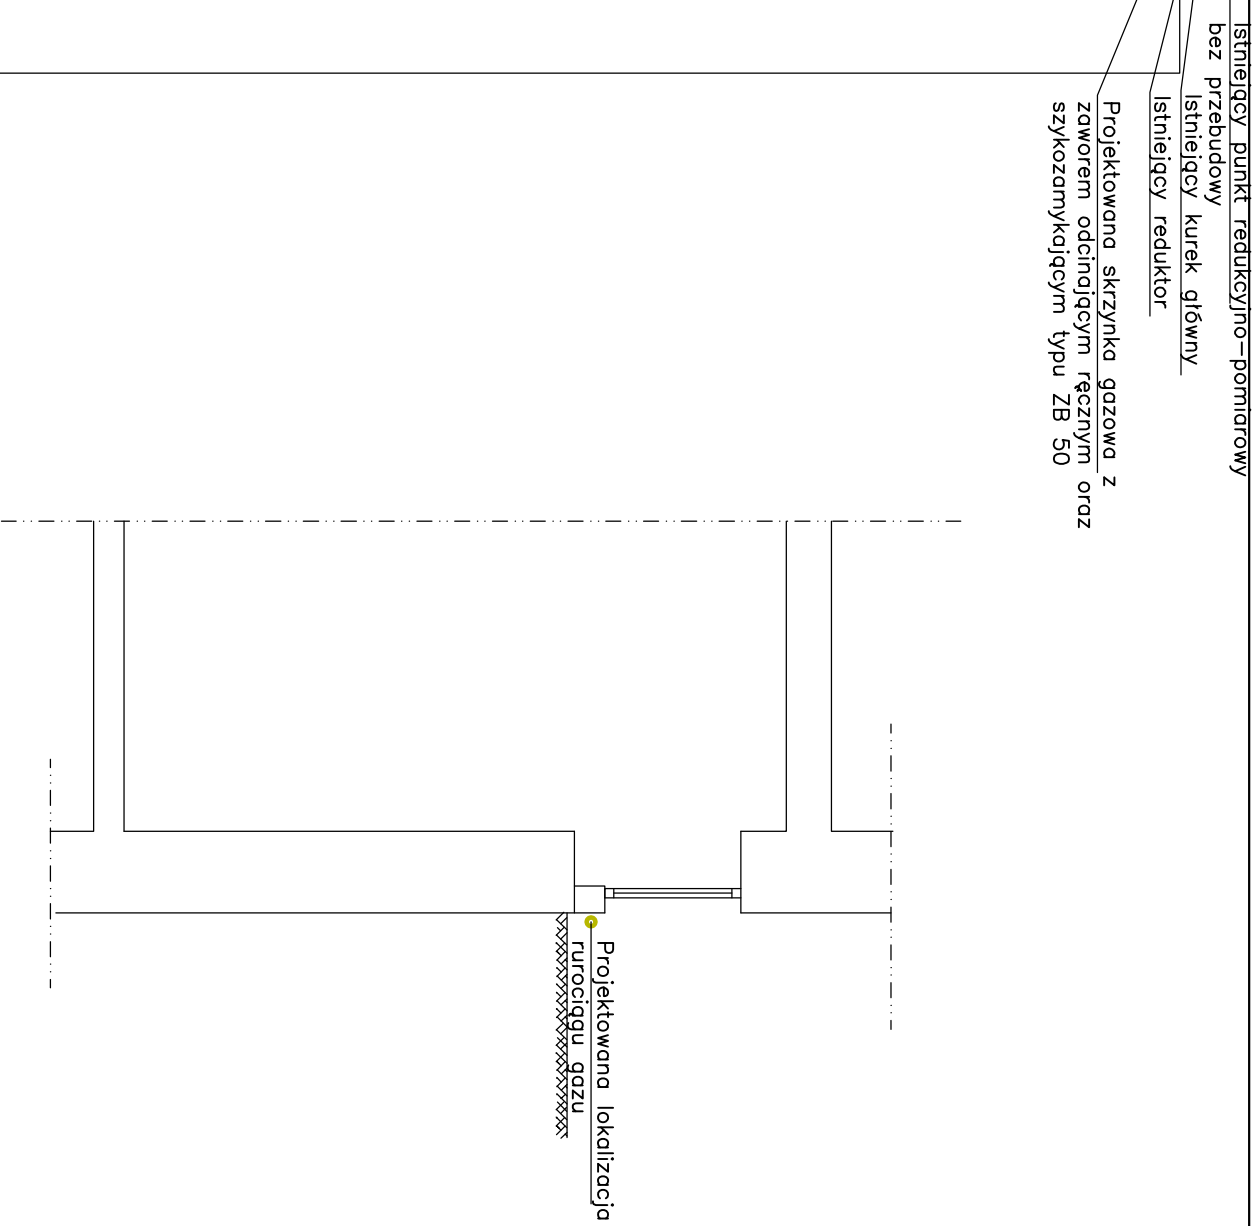 Istniejący punkt redukcyjno-pomiarowy
bez przebudowy
Istniejący kurek główny
Istniejący reduktor
Projektowana skrzynka gazowa z
zaworem odcinającym ręcznym oraz
szykozamykającym typu ZB 50
Projektowana lokalizacja
rurociągu gazu